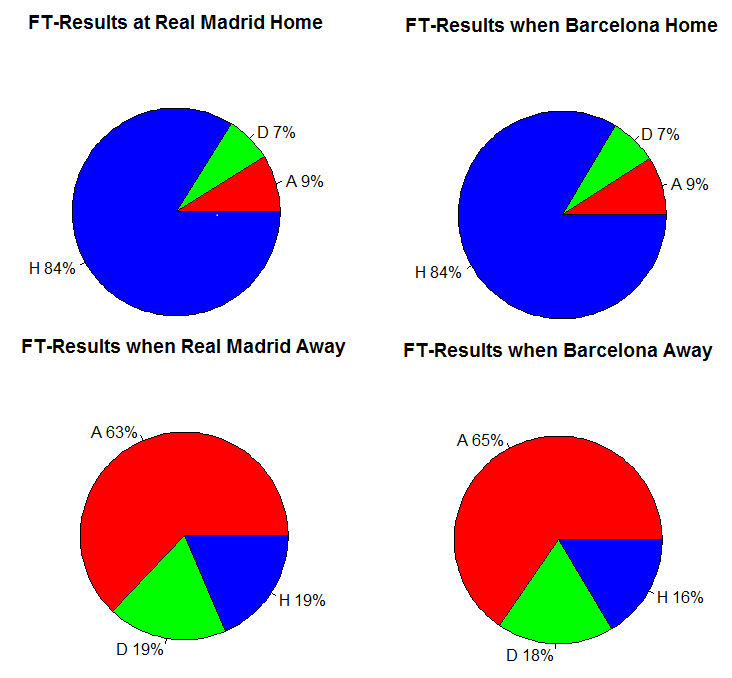 FT-Results at Real Madrid Home
D 7%
A 9%
H 84%
FT-Results when Barcelona Home
D 7%
A 9%
H 84%
FT-Results when Real Madrid Away
A 63%
H 19%
D 19%
FT-Results when Barcelona Away
A 65%
H 16%
D 18%